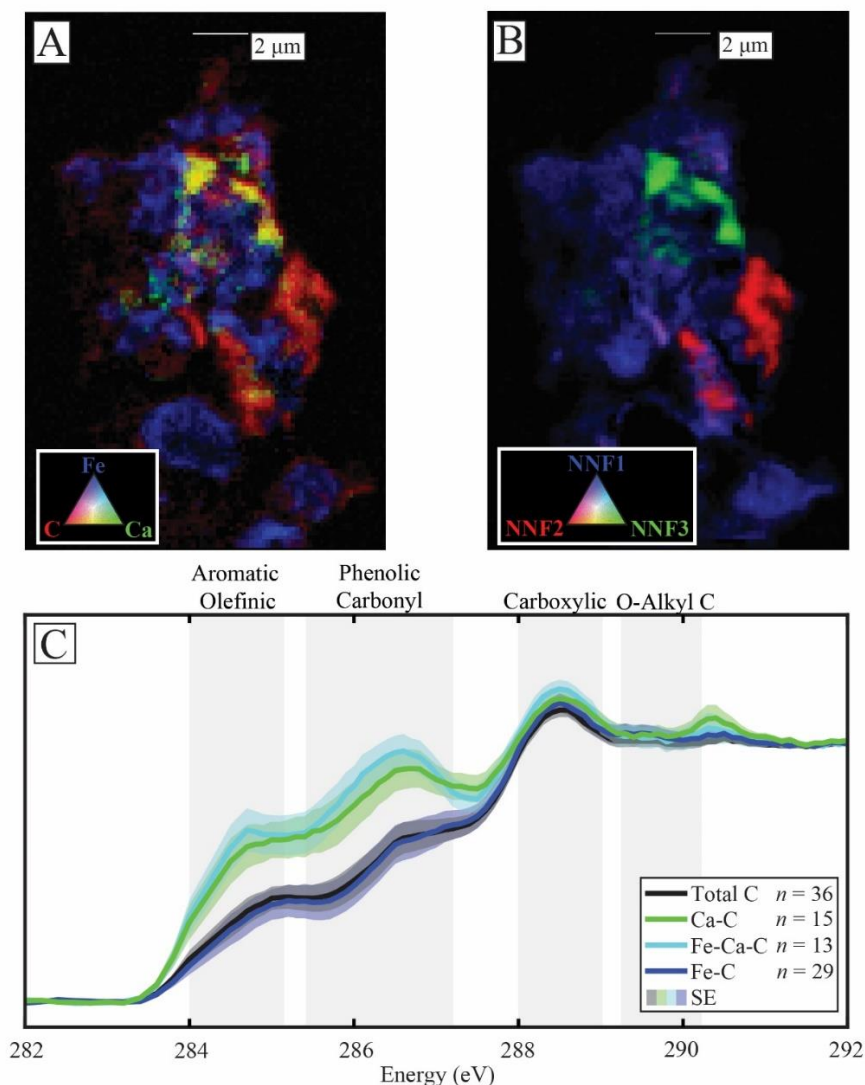 A
2 μm
B
2 μm
Fe
C
Ca
NNF1
NNF2
NNF3
Aromatic
Olefinic
Phenolic
Carbonyl
Carboxylic
O-Alkyl C
C
Total C n = 36
Ca-C n = 15
Fe-Ca-C n = 13
Fe-C n = 29
SE
282
284
286
288
290
292
Energy (eV)